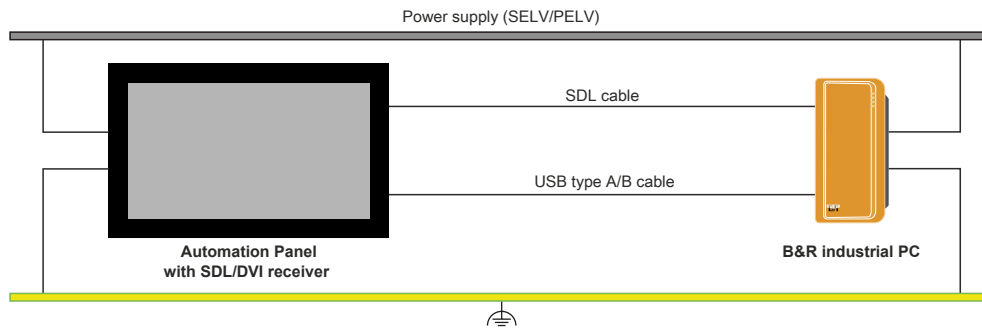 Power supply (SELV/PELV)
SDL cable
USB type A/B cable
Automation Panel
with SDL/DVI receiver
B&R industrial PC